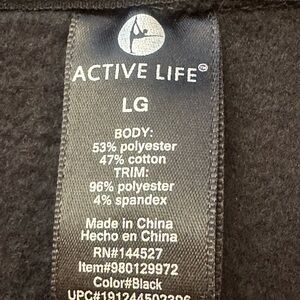 ACTIVE LIFE
LG
BODY:
53% polyester
47% cotton
TRIM:
96% polyester
4% spandex
Made in China
Hecho en China
RN#144527
Item#980129972
Color#Black